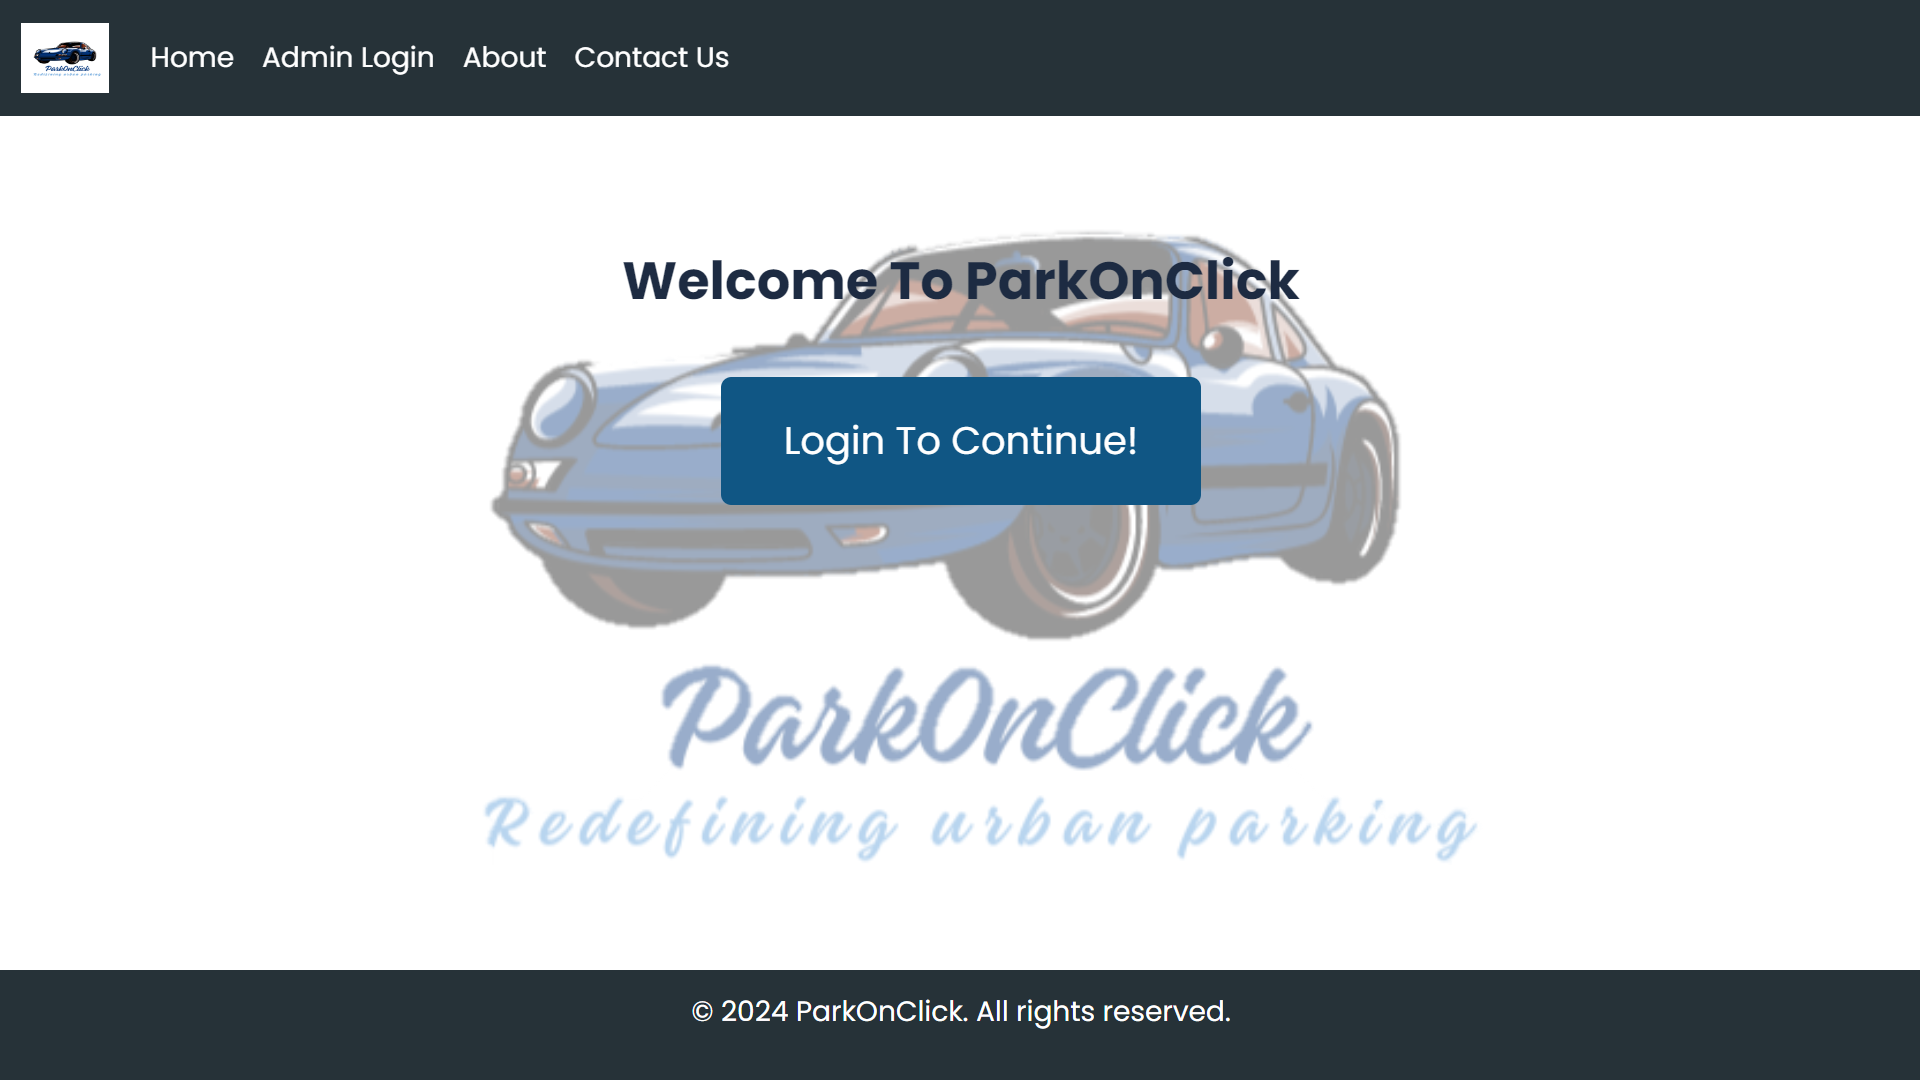 ParkOnClick
Redefining urban parking
Home Admin Login About Contact Us
Welcome To ParkOnClick
Login To Continue!
ParkOnClick
Redefining urban parking
© 2024 ParkOnClick. All rights reserved.